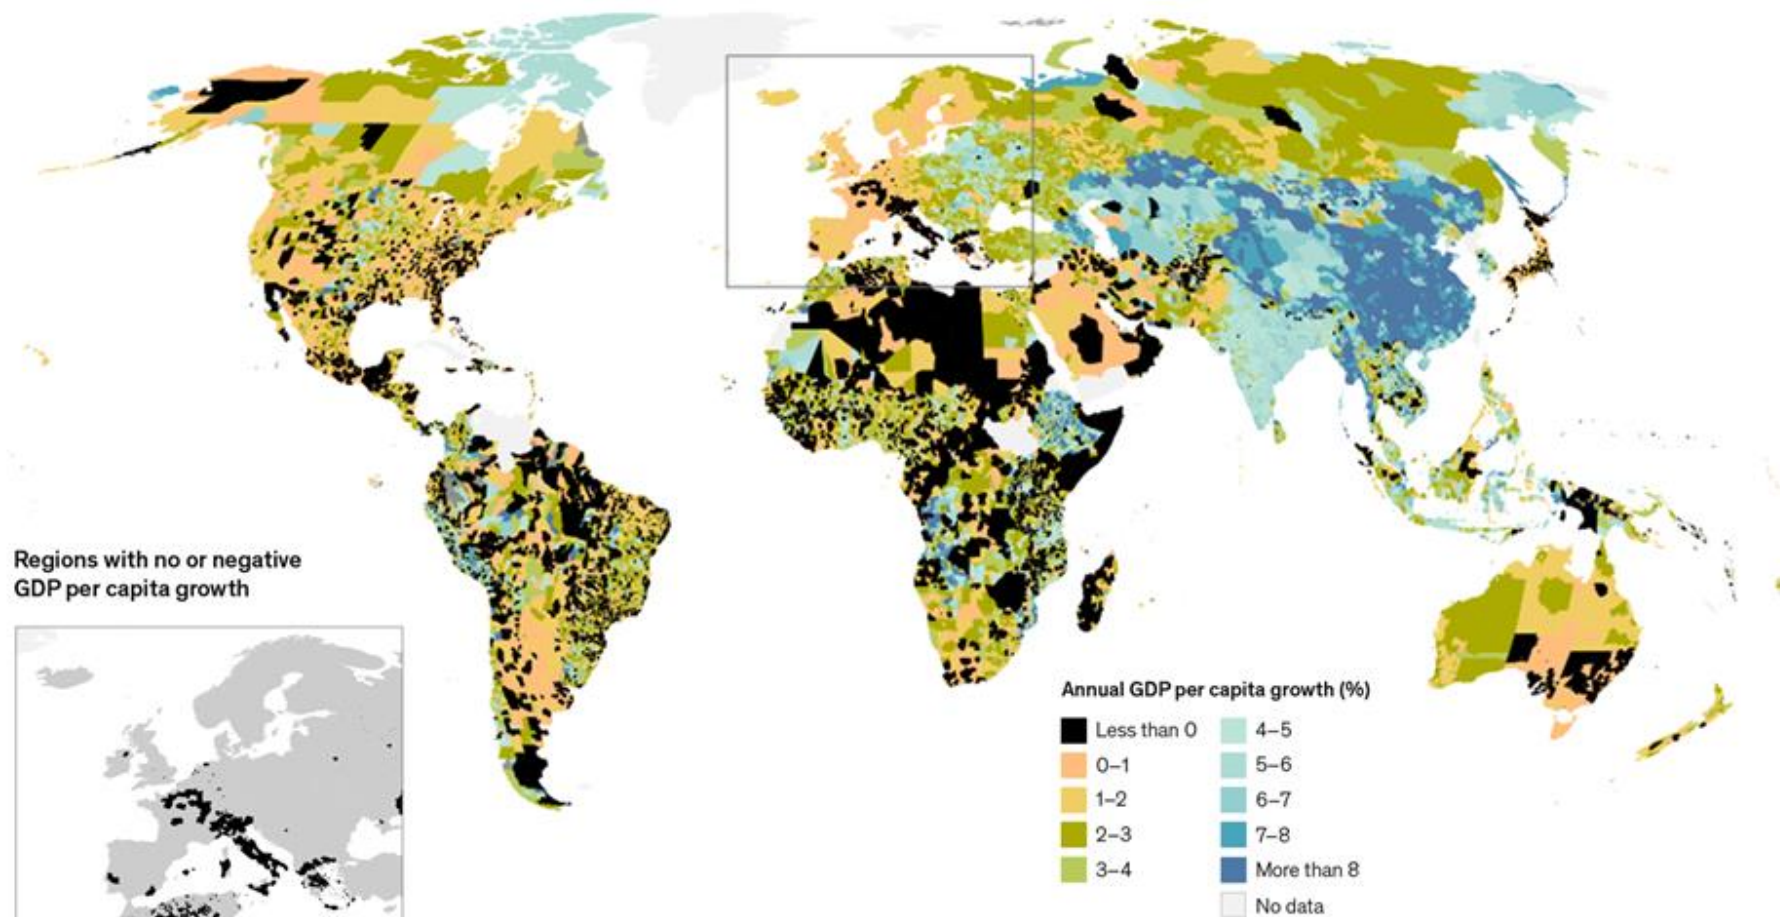 Regions with no or negative
GDP per capita growth
Annual GDP per capita growth (%)
Less than 0
0–1
1–2
2–3
3–4
4–5
5–6
6–7
7–8
More than 8
No data